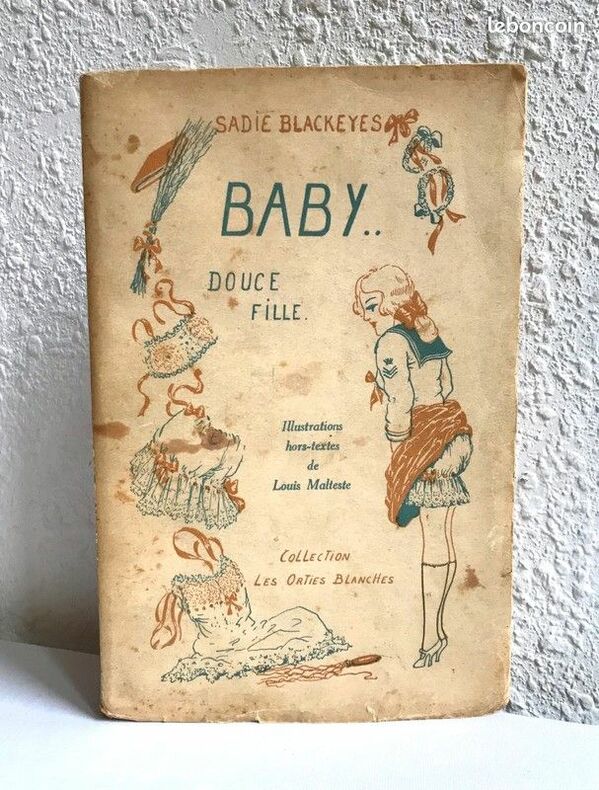 leboncoin
SADIE BLACKEYES
BABY..
DOUCE
FILLE.
Illustrations
hors-textes
de
Louis Malteste
COLLECTION
LES ORTIES BLANCHES